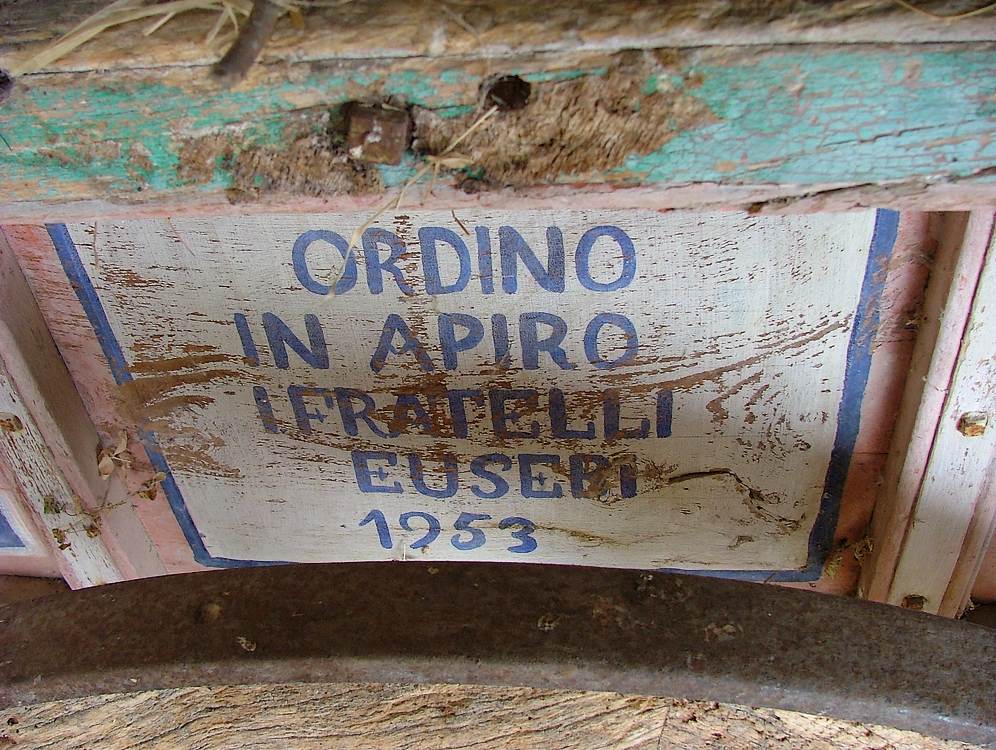 ORDINO
IN APIRO
I FRATELLI
EUSEBI
1953